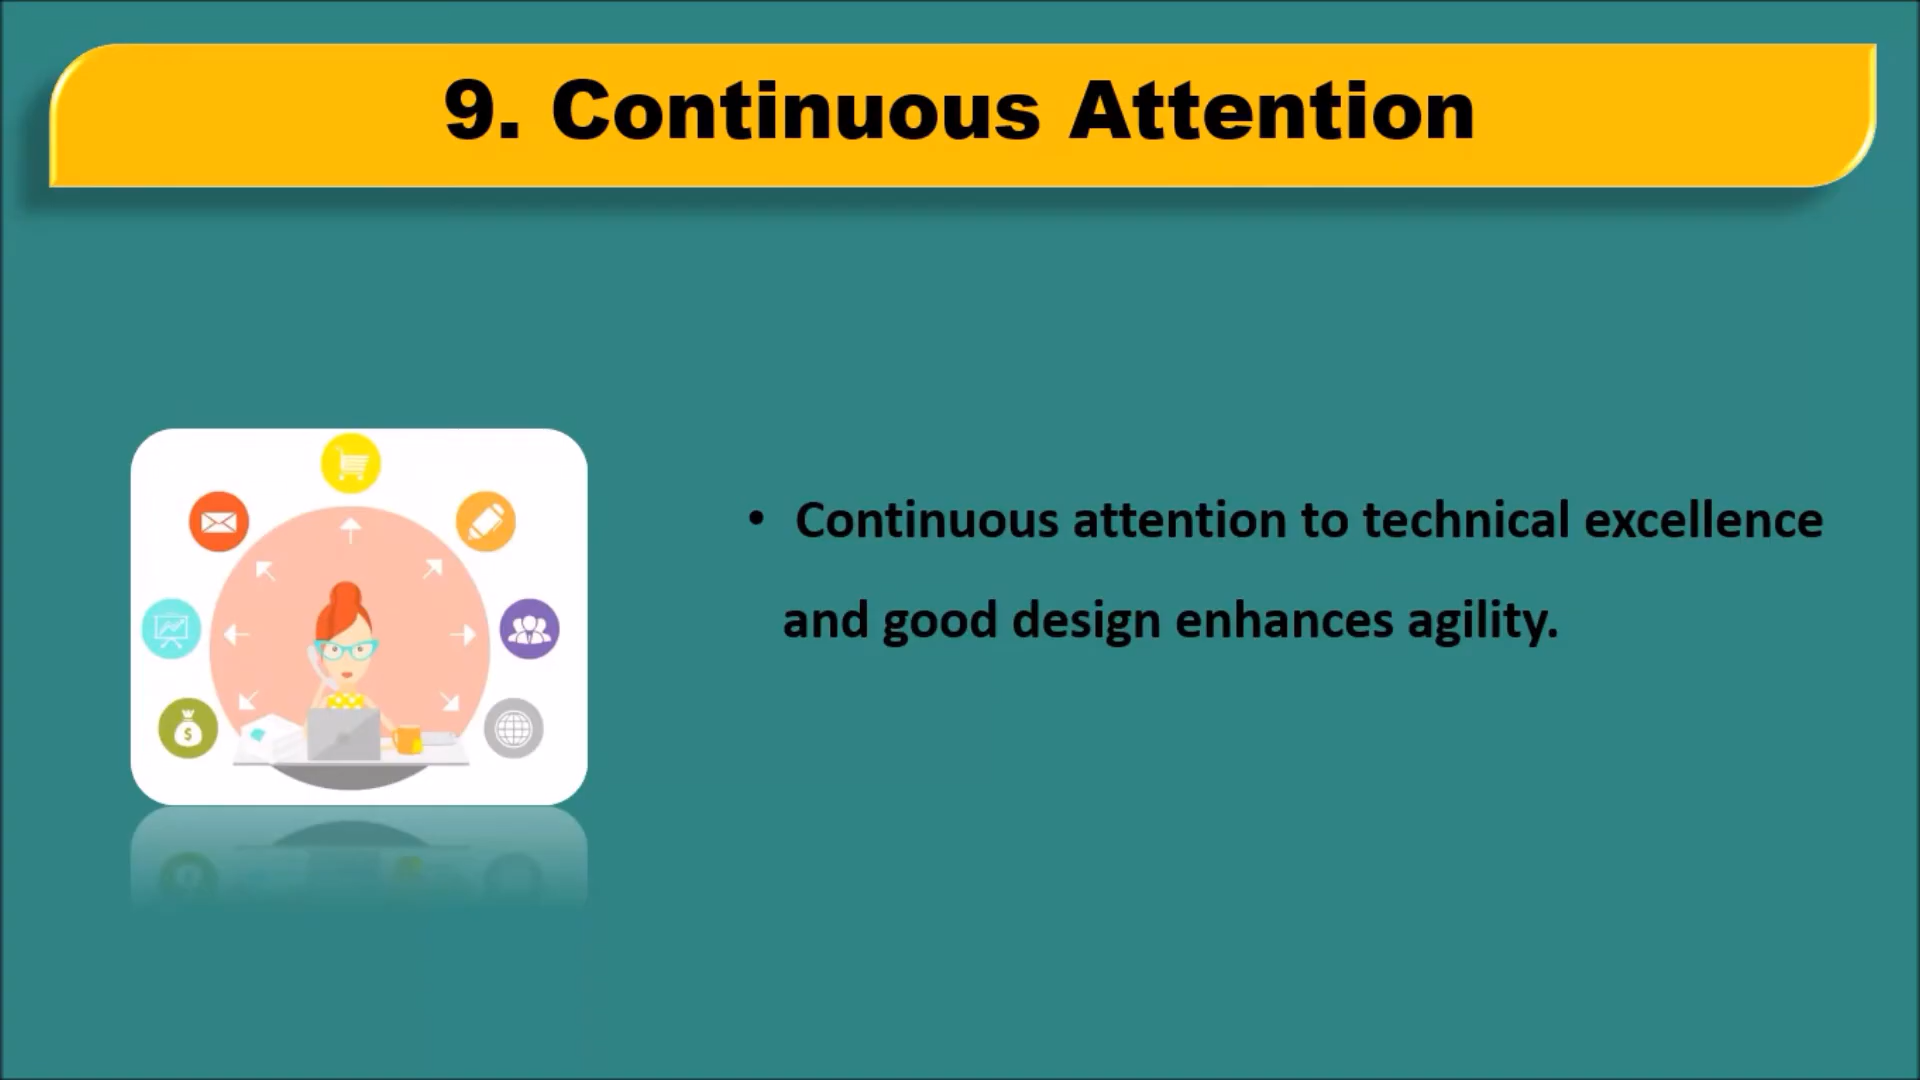 9. Continuous Attention
• Continuous attention to technical excellence
and good design enhances agility.
$